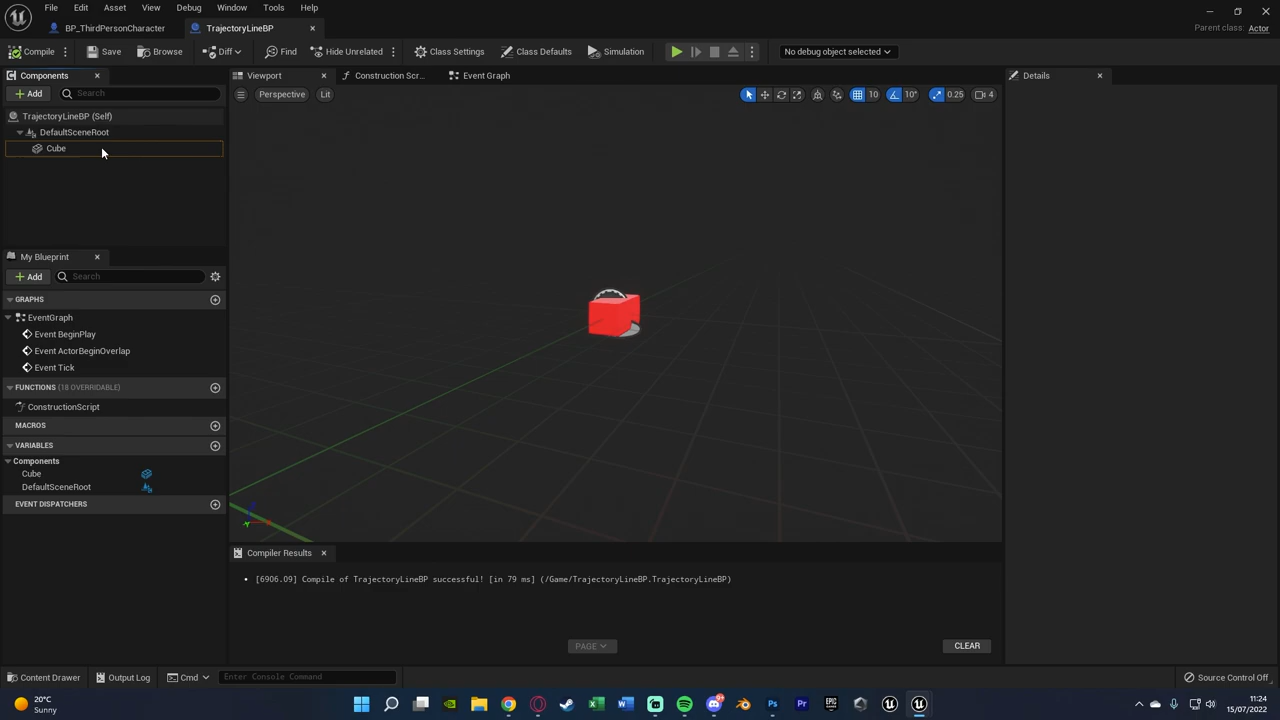 File Edit Asset View Debug Window Tools Help
BP_ThirdPersonCharacter TrajectoryLineBP
Parent class: Actor
Compile Save Browse Diff Find Hide Unrelated Class Settings Class Defaults Simulation No debug object selected
Components
Add Search
TrajectoryLineBP (Self)
DefaultSceneRoot
Cube
Viewport Construction Scr... Event Graph
Perspective Lit 10 10° 0.25 4
Details
My Blueprint
Add Search
GRAPHS
EventGraph
Event BeginPlay
Event ActorBeginOverlap
Event Tick
FUNCTIONS (18 OVERRIDABLE)
ConstructionScript
MACROS
VARIABLES
Components
Cube
DefaultSceneRoot
EVENT DISPATCHERS
Compiler Results
[6906.09] Compile of TrajectoryLineBP successful! [in 79 ms] (/Game/TrajectoryLineBP.TrajectoryLineBP)
PAGE CLEAR
Content Drawer Output Log Cmd Enter Console Command Source Control Off
20°C
Sunny
11:24
15/07/2022